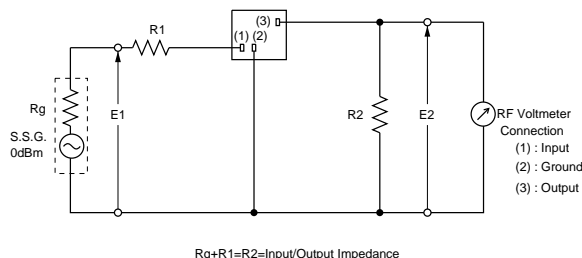 (3)
R1
(1) (2)
Rg
E1
R2
E2
RF Voltmeter
S.S.G.
0dBm
Connection
(1) : Input
(2) : Ground
(3) : Output
Rg+R1=R2=Input/Output Impedance